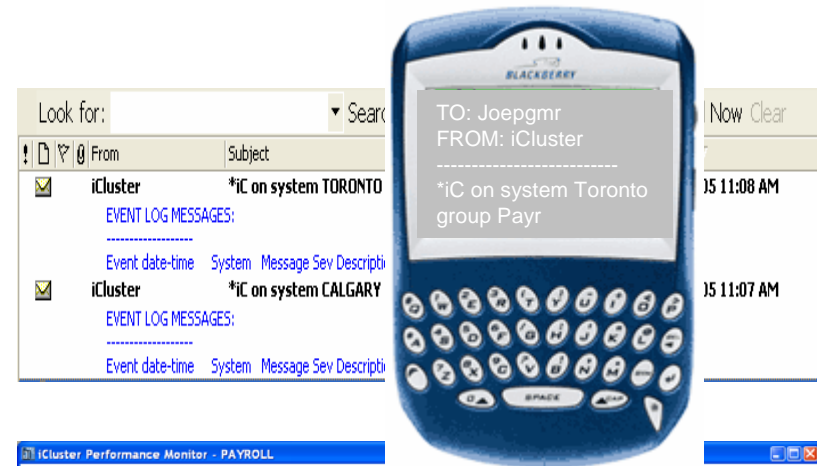 BLACKBERRY
Look for:
Now Clear
TO: Joepgmr
FROM: iCluster
-------------------------
*iC on system Toronto
group Payr
! From Subject
iCluster *iC on system TORONTO 05 11:08 AM
EVENT LOG MESSAGES:
-------------------
Event date-time System Message Sev
iCluster *iC on system CALGARY 05 11:07 AM
EVENT LOG MESSAGES:
-------------------
Event date-time System Message Sev
SPACE
iCluster Performance Monitor - PAYROLL